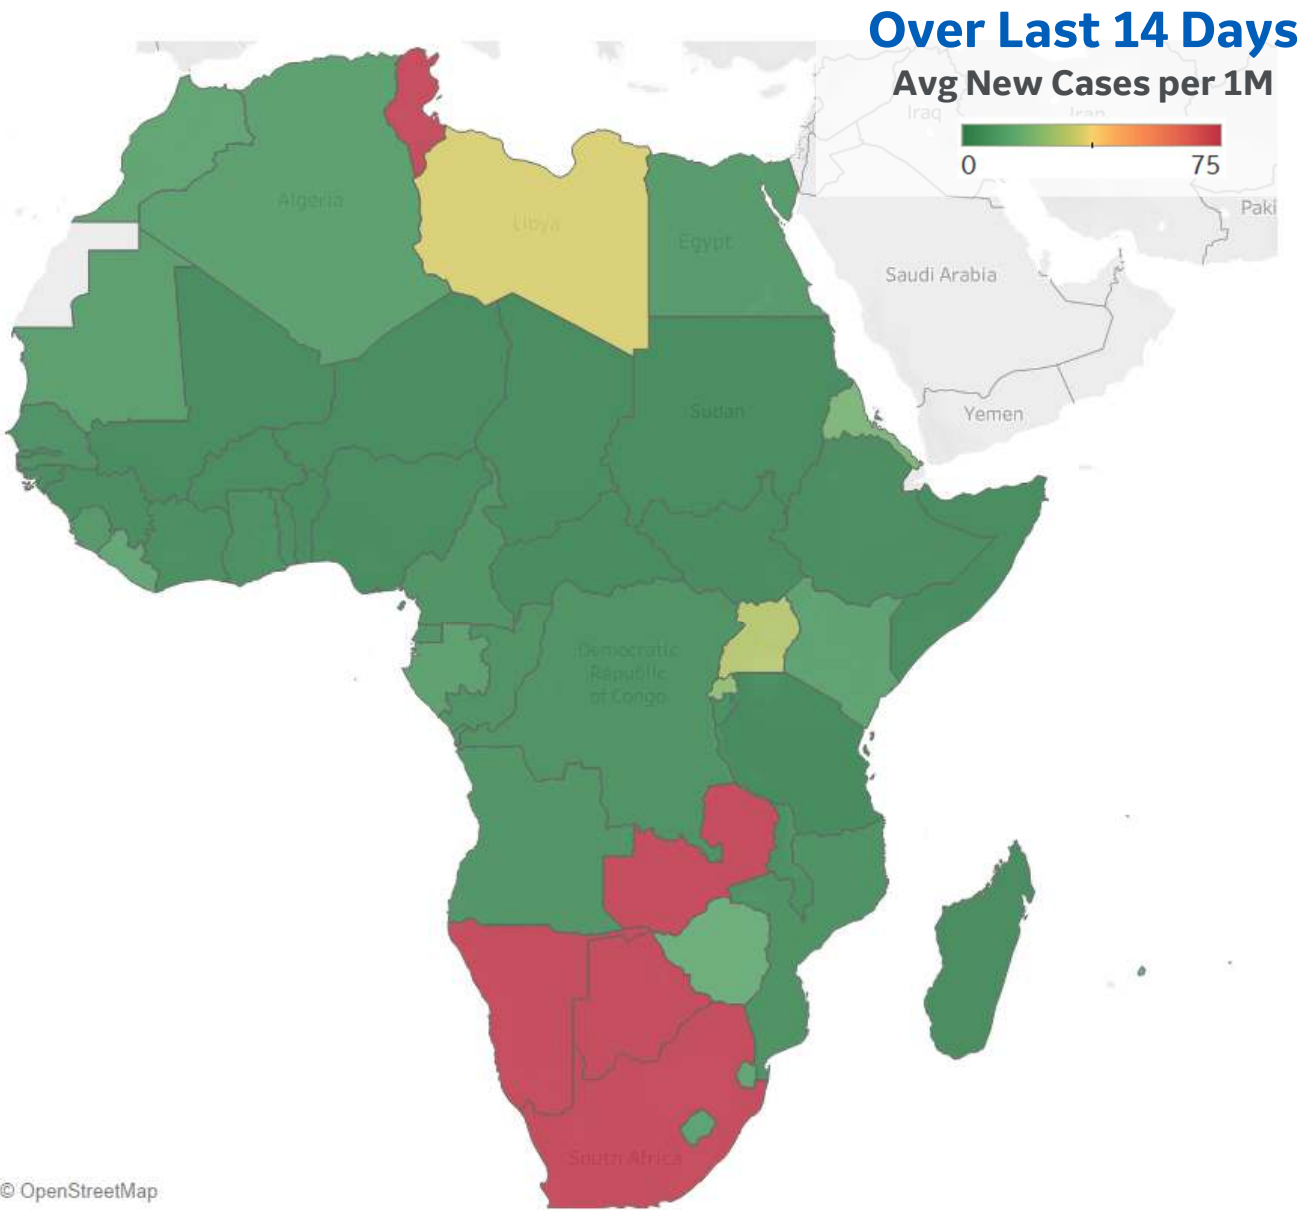 Over Last 14 Days
Avg New Cases per 1M
Iraq
Iran
0
75
Paki
Algeria
Libya
Egypt
Saudi Arabia
Sudan
Yemen
Democratic
Republic
of Congo
South Africa
© OpenStreetMap